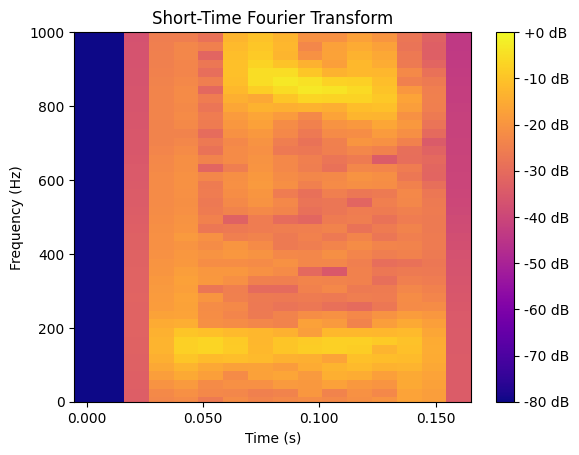 Short-Time Fourier Transform
1000
800
600
400
200
0
Frequency (Hz)
0.000
0.050
0.100
0.150
Time (s)
+0 dB
-10 dB
-20 dB
-30 dB
-40 dB
-50 dB
-60 dB
-70 dB
-80 dB